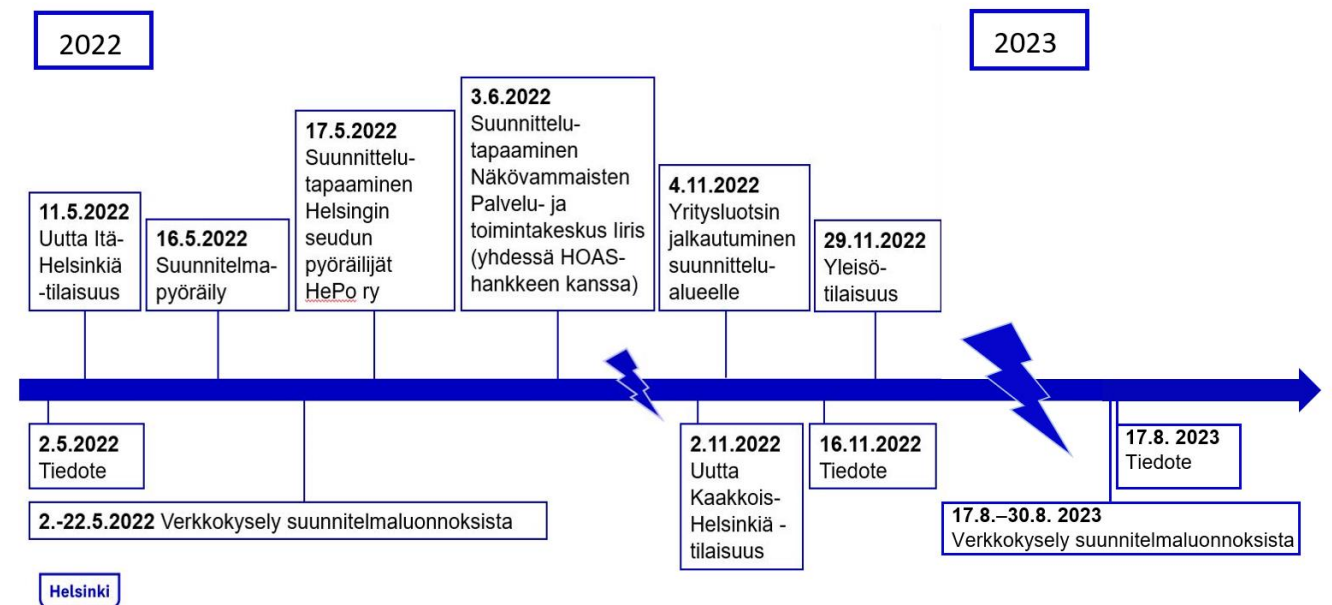 2022
2023
11.5.2022
Uutta Itä-
Helsinkiä
-tilaisuus
16.5.2022
Suunnitelma-
pyöräily
17.5.2022
Suunnittelu-
tapaaminen
Helsingin
seudun
pyöräilijät
HePo ry
3.6.2022
Suunnittelu-
tapaaminen
Näkövammaisten
Palvelu- ja
toimintakeskus Iiris
(yhdessä HOAS-
hankkeen kanssa)
4.11.2022
Yritysluotsin
jalkautuminen
suunnittelu-
alueelle
29.11.2022
Yleisö-
tilaisuus
2.5.2022
Tiedote
2.-22.5.2022 Verkkokysely suunnitelmaluonnoksista
2.11.2022
Uutta
Kaakkois-
Helsinkiä -
tilaisuus
16.11.2022
Tiedote
17.8. 2023
Tiedote
17.8.–30.8. 2023
Verkkokysely suunnitelmaluonnoksista
Helsinki